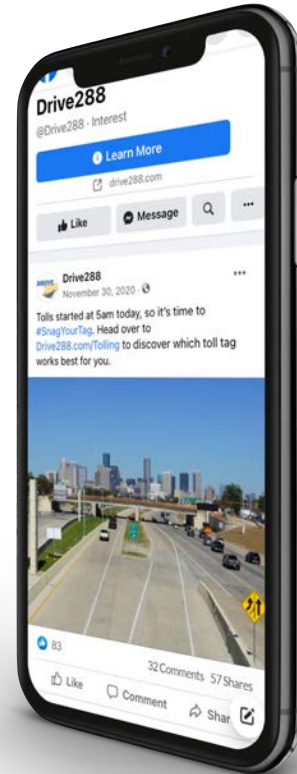 Drive288
@Drive288 · Interest
Learn More
drive288.com
Like Message
Drive288
November 30, 2020 ·
Tolls started at 5am today, so it's time to
#SnagYourTag. Head over to
Drive288.com/Tolling to discover which toll tag
works best for you.
83 32 Comments 57 Shares
Like Comment Shar